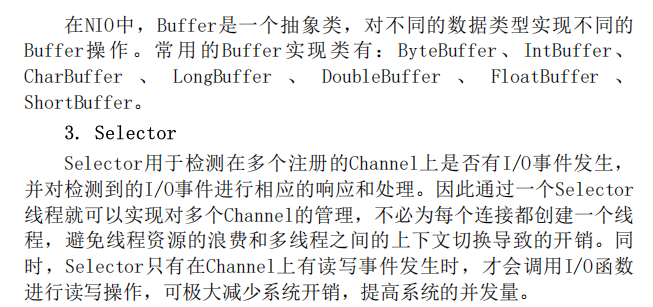 在NIO中，Buffer是一个抽象类，对不同的数据类型实现不同的
Buffer操作。常用的Buffer实现类有：ByteBuffer、IntBuffer、
CharBuffer、LongBuffer、DoubleBuffer、FloatBuffer、
ShortBuffer。
3. Selector
Selector用于检测在多个注册的Channel上是否有I/O事件发生，
并对检测到的I/O事件进行相应的响应和处理。因此通过一个Selector
线程就可以实现对多个Channel的管理，不必为每个连接都创建一个线
程，避免线程资源的浪费和多线程之间的上下文切换导致的开销。同
时，Selector只有在Channel上有读写事件发生时，才会调用I/O函数
进行读写操作，可极大减少系统开销，提高系统的并发量。